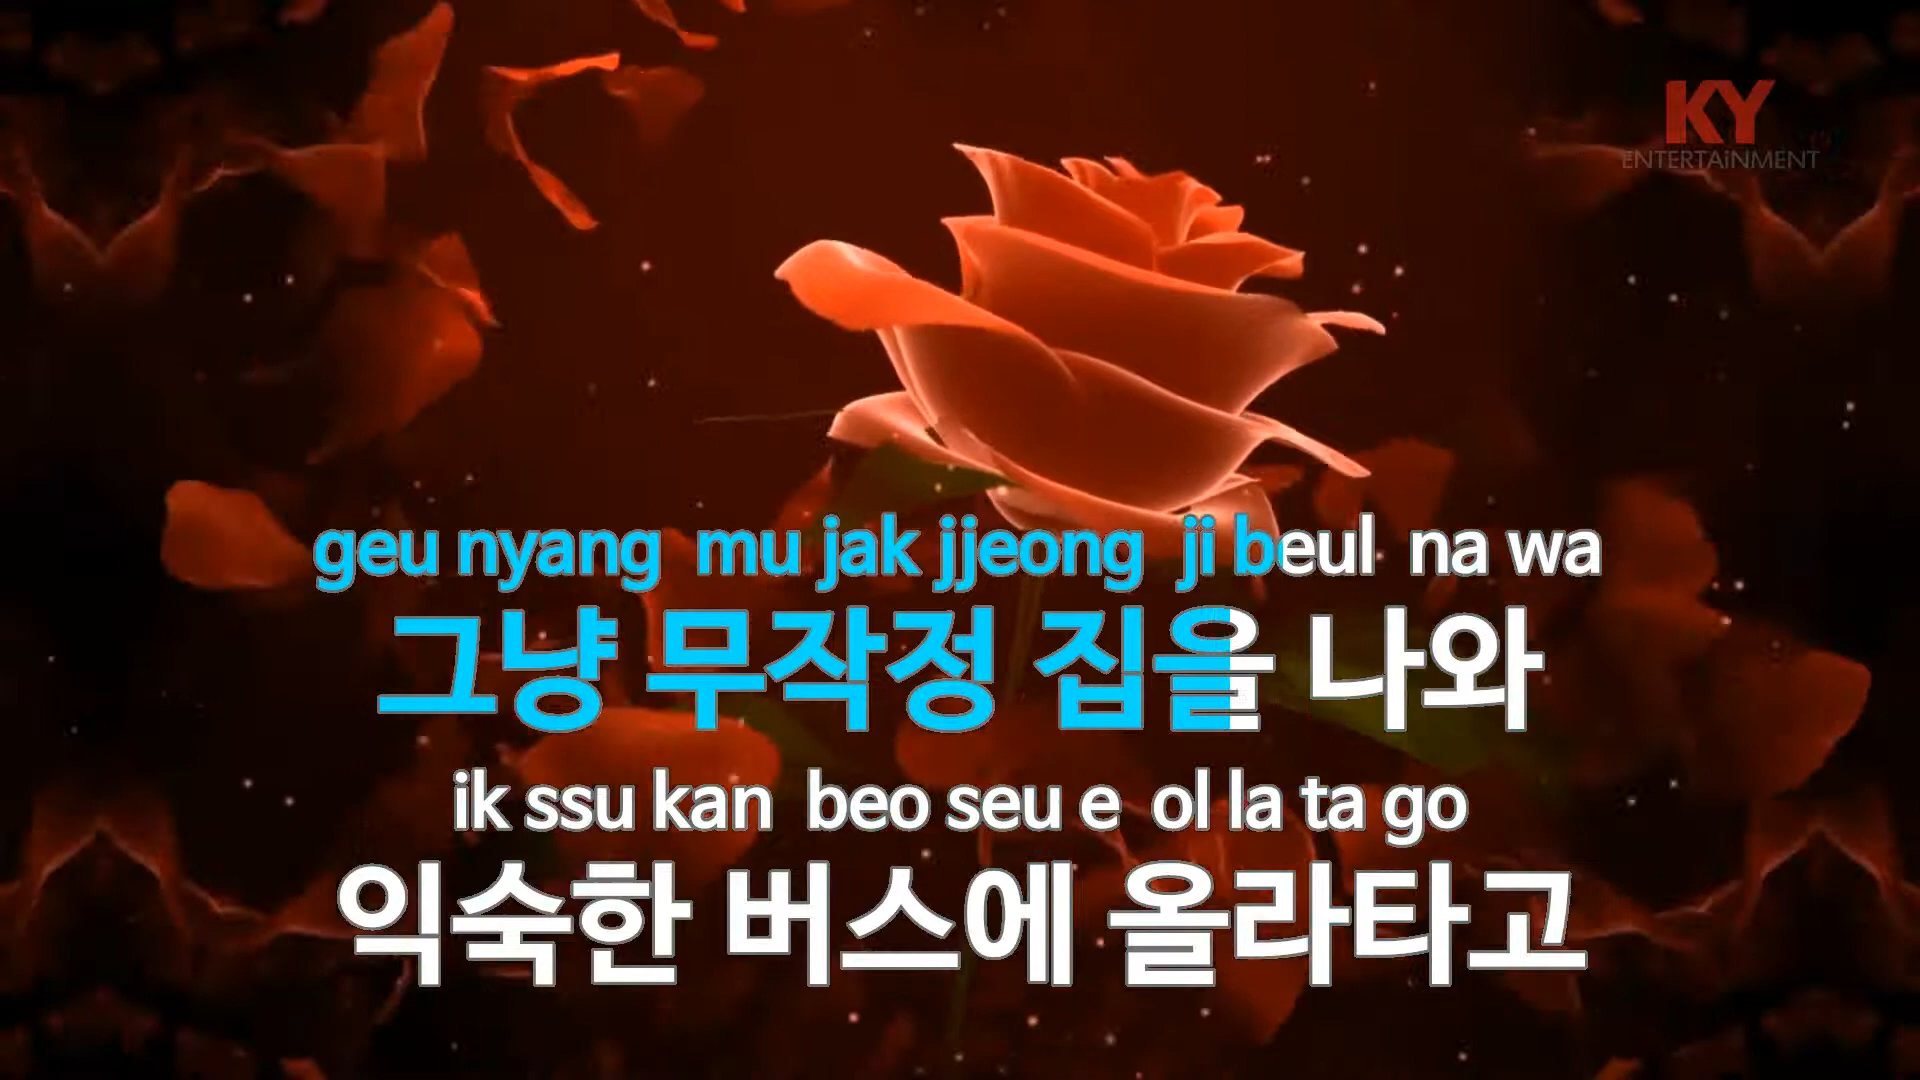 KY
ENTERTAiNMENT
geu nyang mu jak jjeong ji beul na wa
그냥 무작정 집을 나와
ik ssu kan beo seu e ol la ta go
익숙한 버스에 올라타고